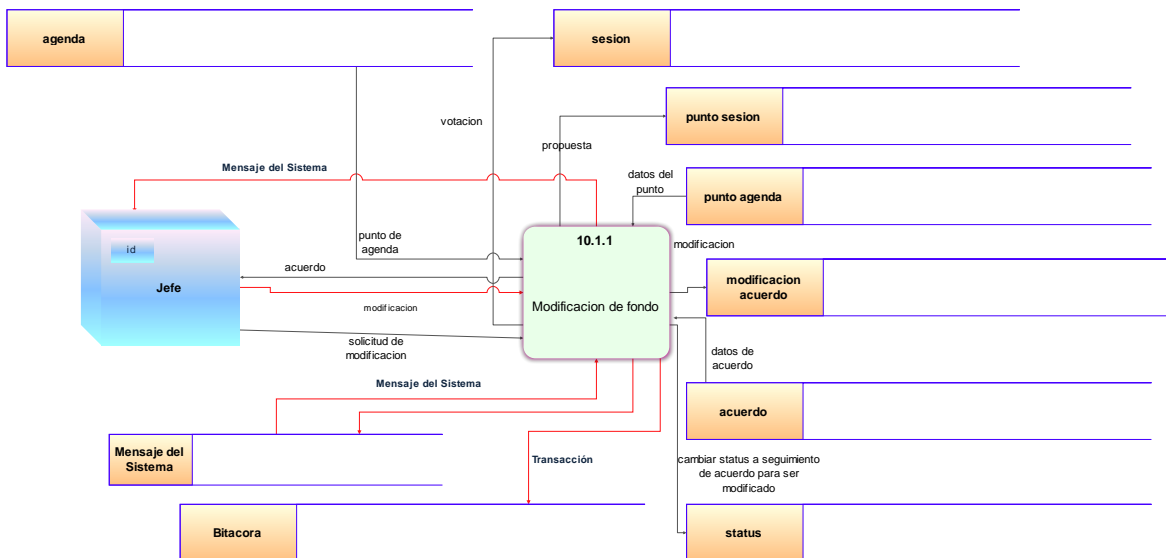 agenda
sesion
votacion
punto sesion
propuesta
Mensaje del Sistema
datos del
punto
punto agenda
10.1.1
punto de
agenda
modificacion
id
acuerdo
Jefe
modificacion
acuerdo
modificacion
Modificacion de fondo
solicitud de
modificacion
datos de
acuerdo
Mensaje del Sistema
acuerdo
Mensaje del
Sistema
Transacción
cambiar status a seguimiento
de acuerdo para ser
modificado
Bitacora
status